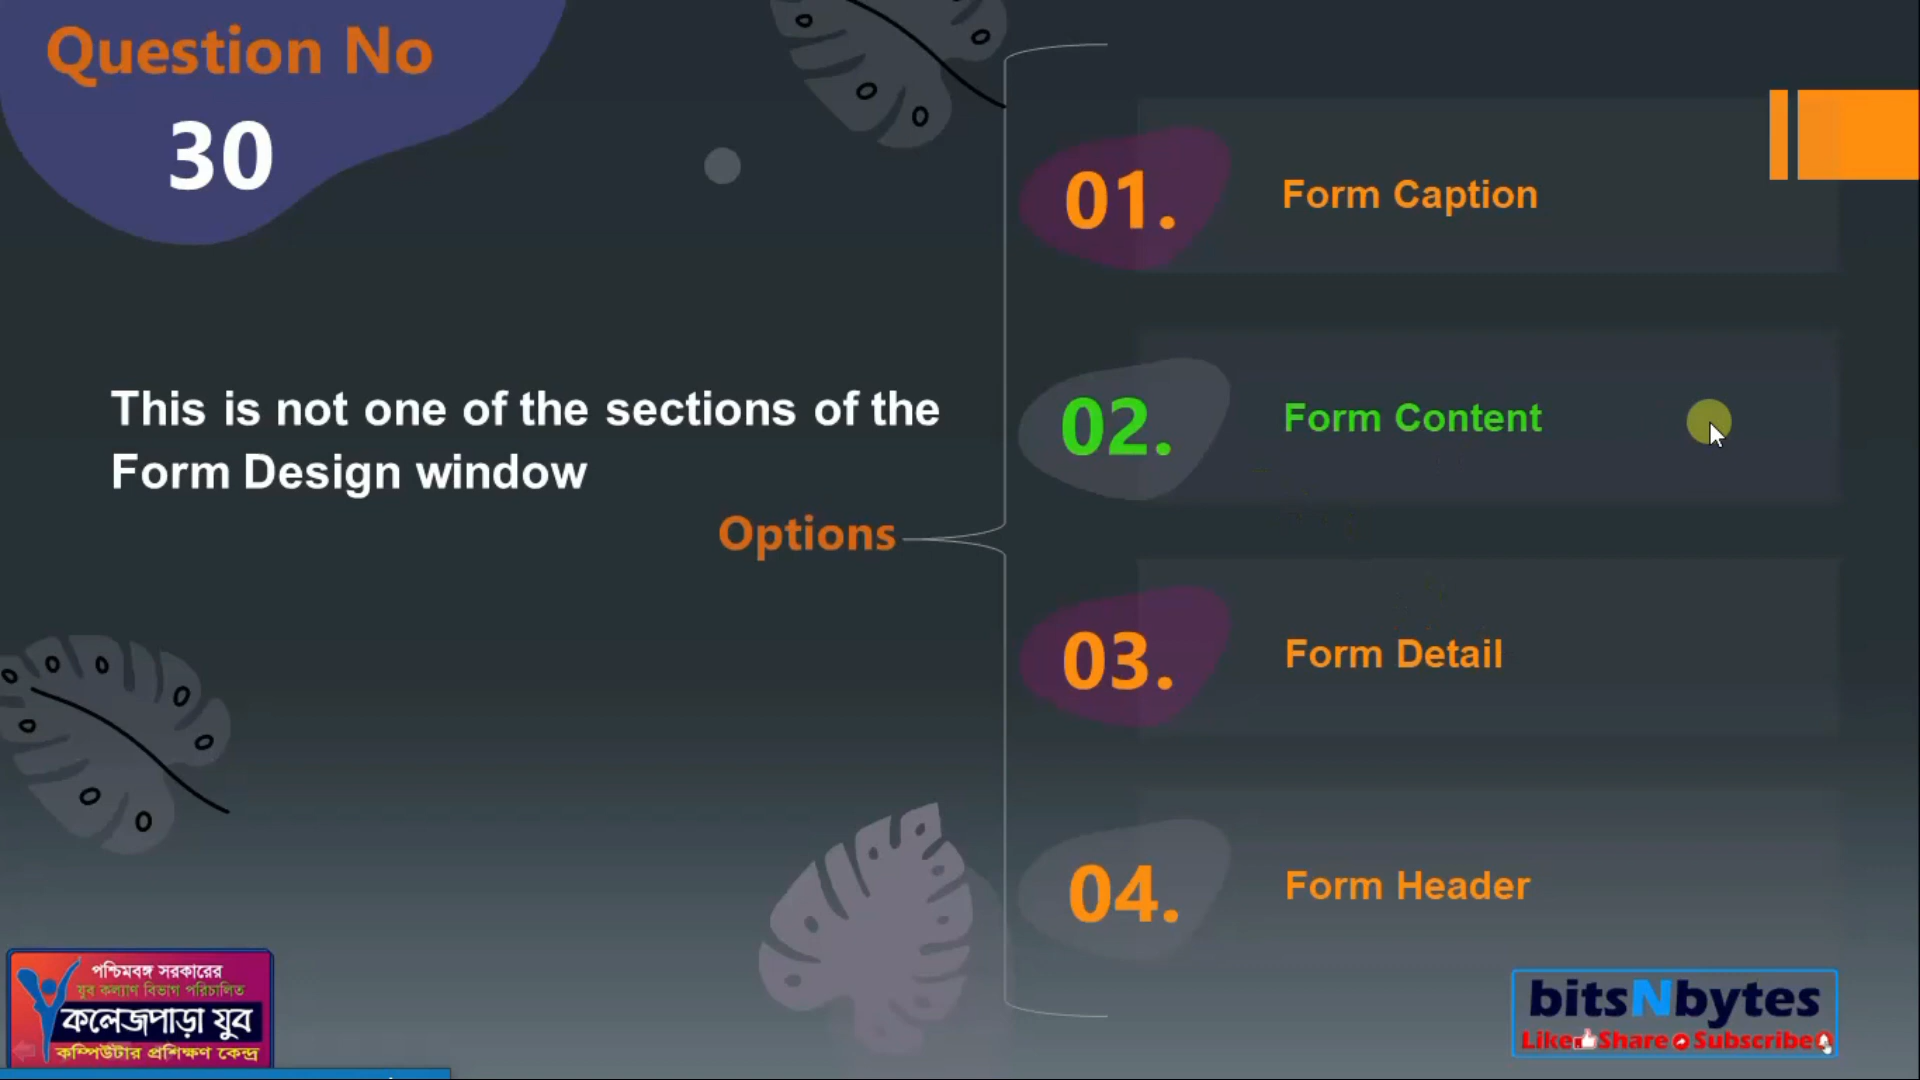 Question No
30
This is not one of the sections of the
Form Design window
Options
01.
Form Caption
02.
Form Content
03.
Form Detail
04.
Form Header
পশ্চিমবঙ্গ সরকারের
যুব কল্যাণ বিভাগ পরিচালিত
কলেজপাড়া যুব
কম্পিউটার প্রশিক্ষণ কেন্দ্র
bitsNbytes
Like Share Subscribe